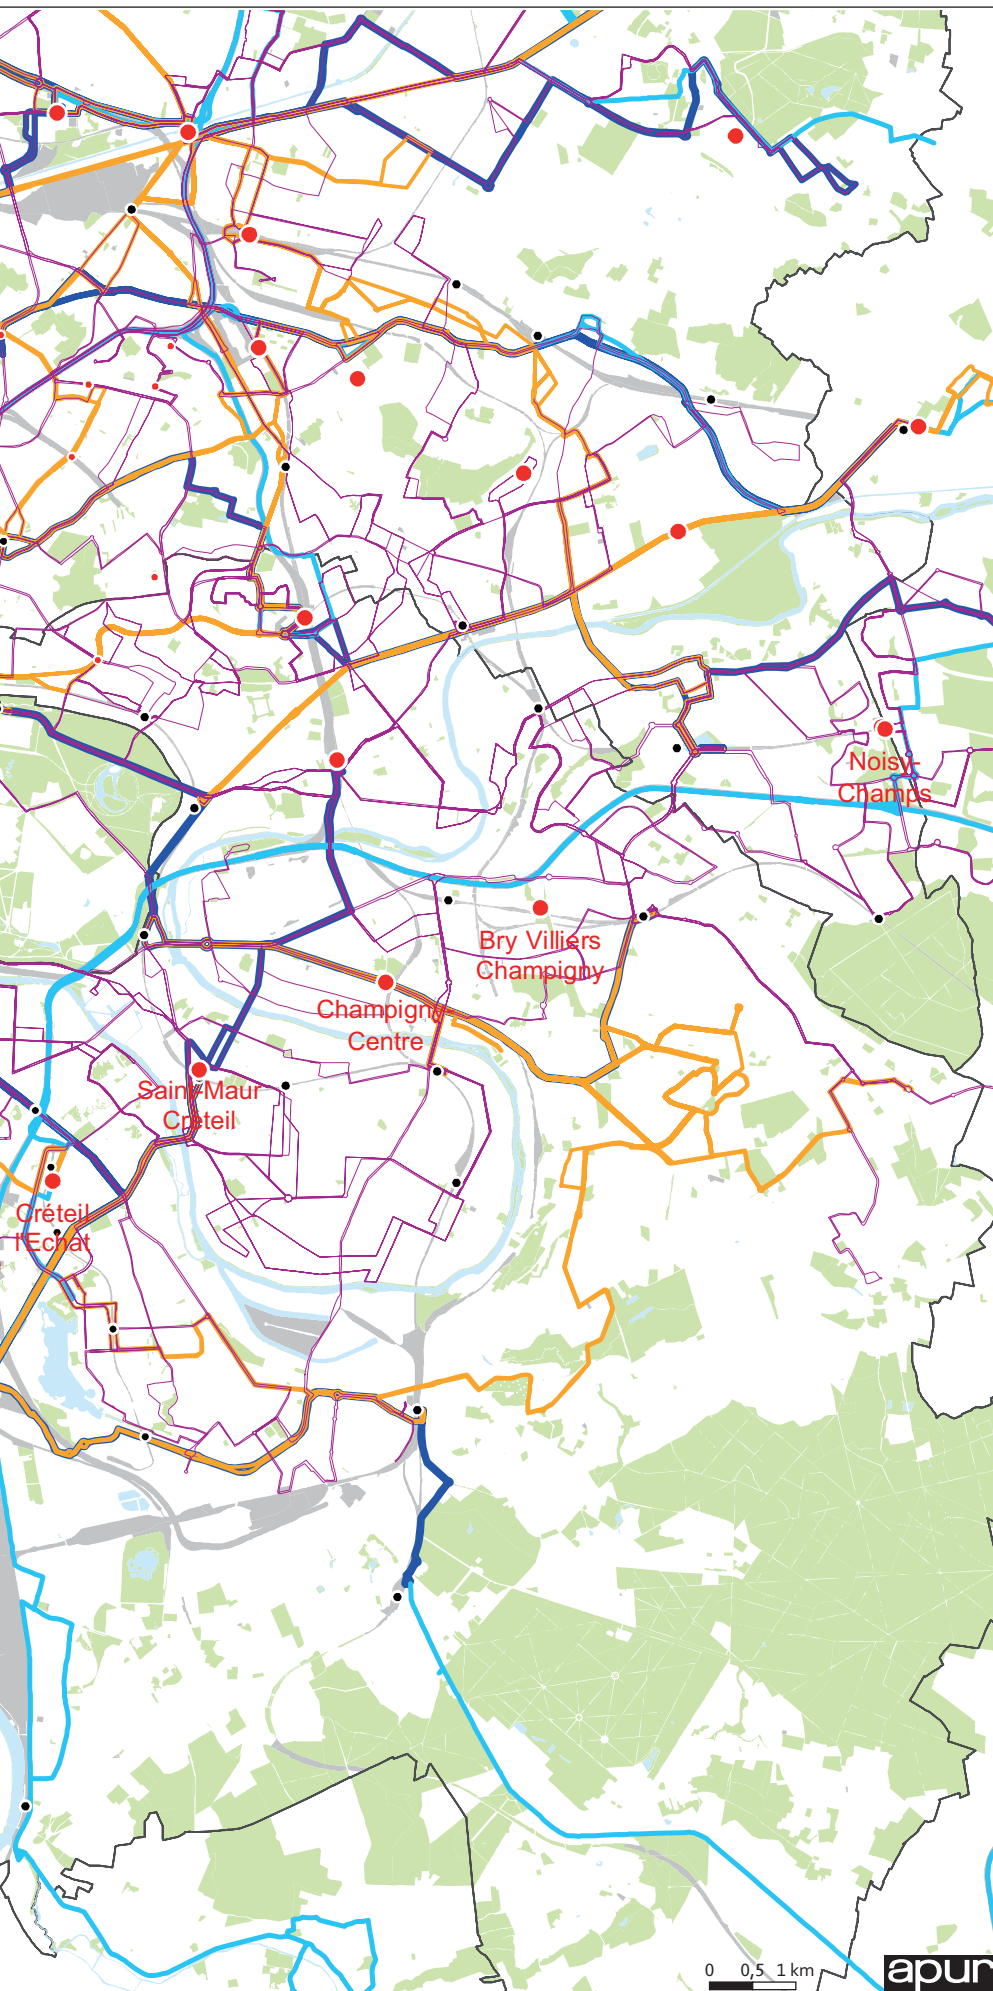 Noisy-
Champs
Bry Villiers
Champigny
Champigny
Centre
Saint-Maur
Créteil
Créteil
l'Echat
0 0,5 1 km
apur